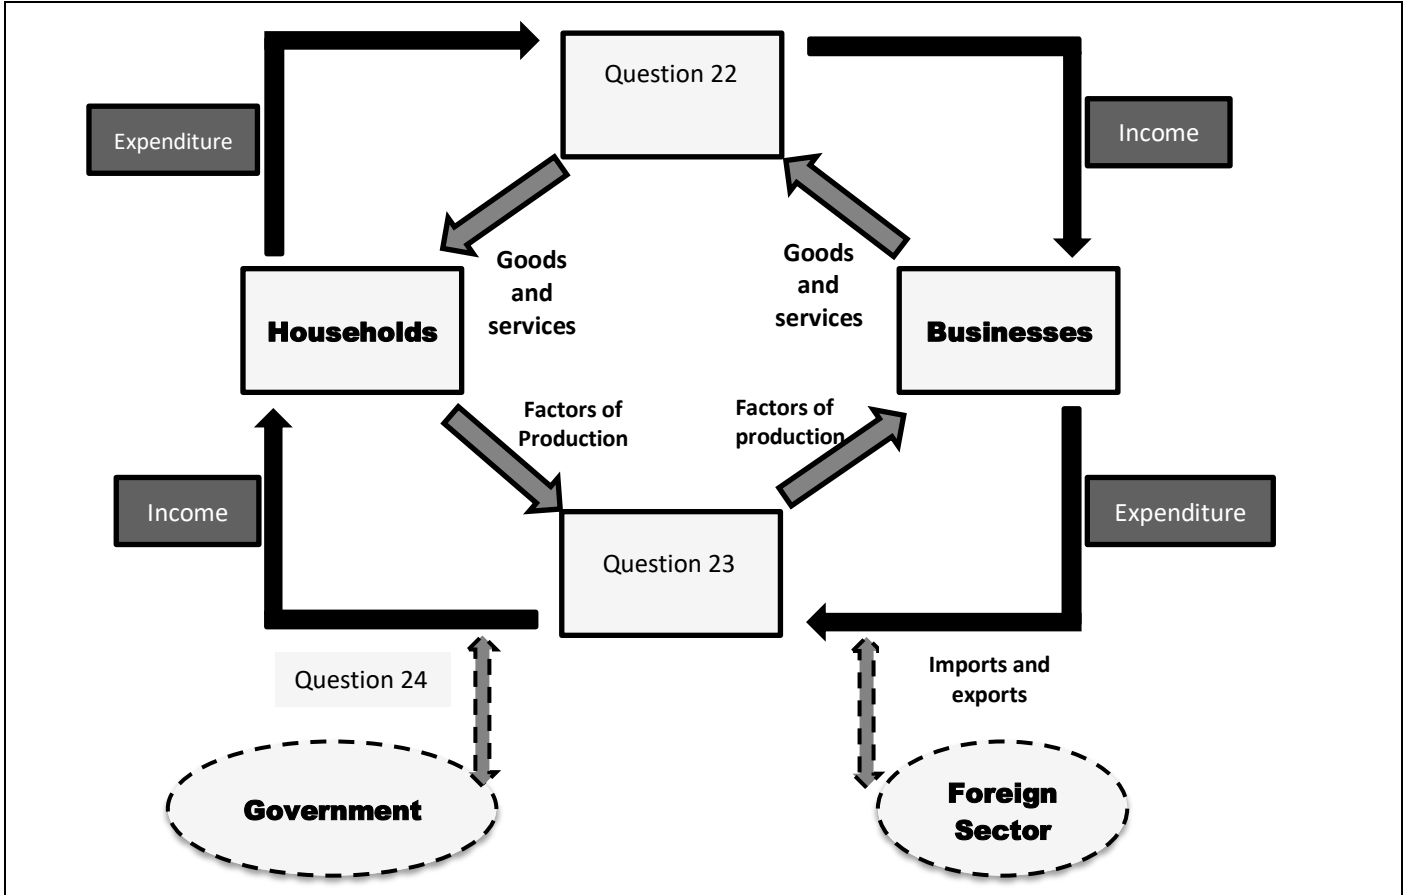 Question 22
Expenditure
Income
Goods
and
services
Goods
and
services
Households
Businesses
Factors of
Production
Factors of
production
Income
Expenditure
Question 23
Question 24
Imports and
exports
Government
Foreign
Sector